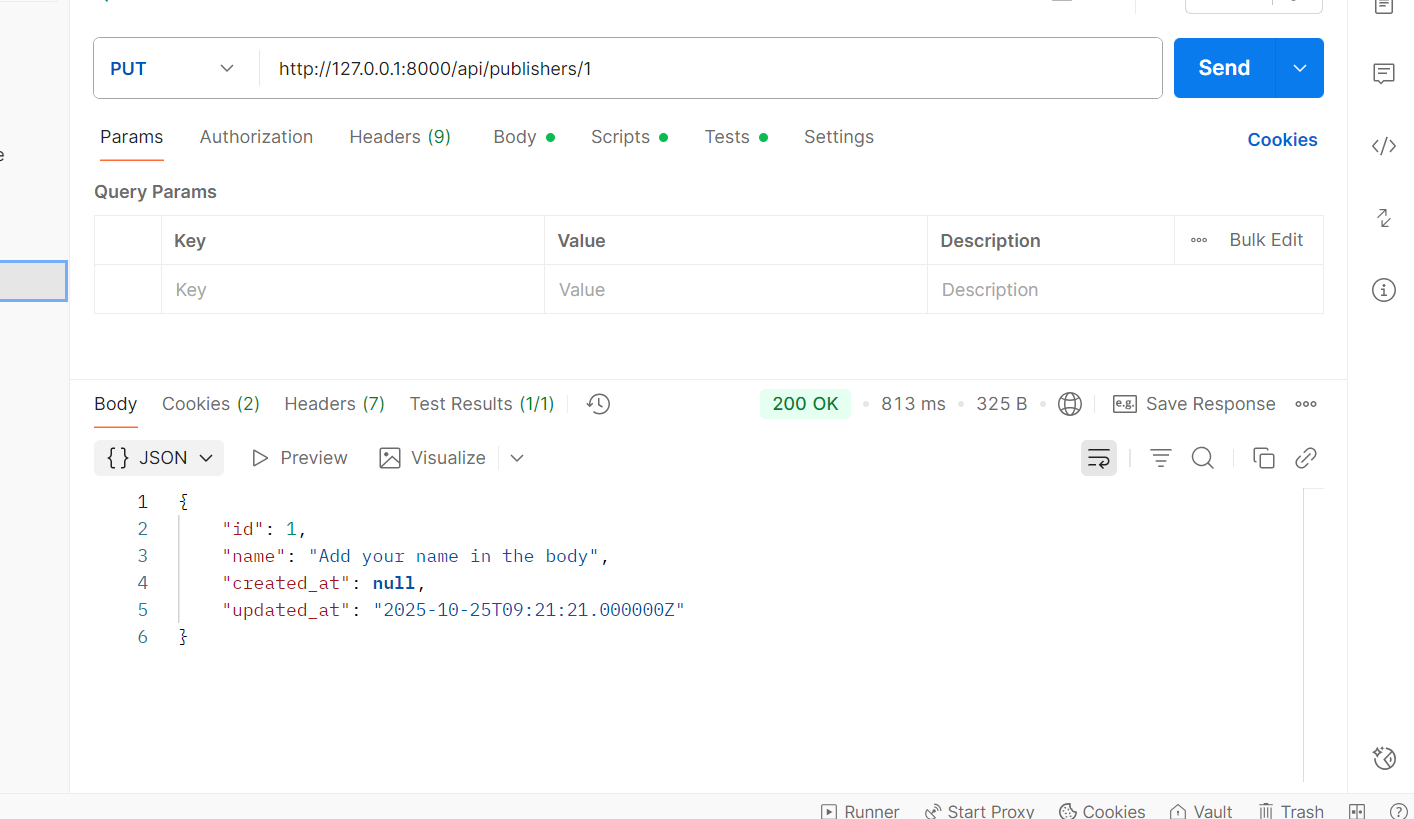 PUT http://127.0.0.1:8000/api/publishers/1 Send
e
Params Authorization Headers (9) Body Scripts Tests Settings Cookies
Query Params
Key Value Description Bulk Edit
Key Value Description
Body Cookies (2) Headers (7) Test Results (1/1) 200 OK 813 ms 325 B e.g. Save Response
{} JSON Preview Visualize
1 {
2 "id": 1,
3 "name": "Add your name in the body",
4 "created_at": null,
5 "updated_at": "2025-10-25T09:21:21.000000Z"
6 }
Runner Start Proxy Cookies Vault Trash